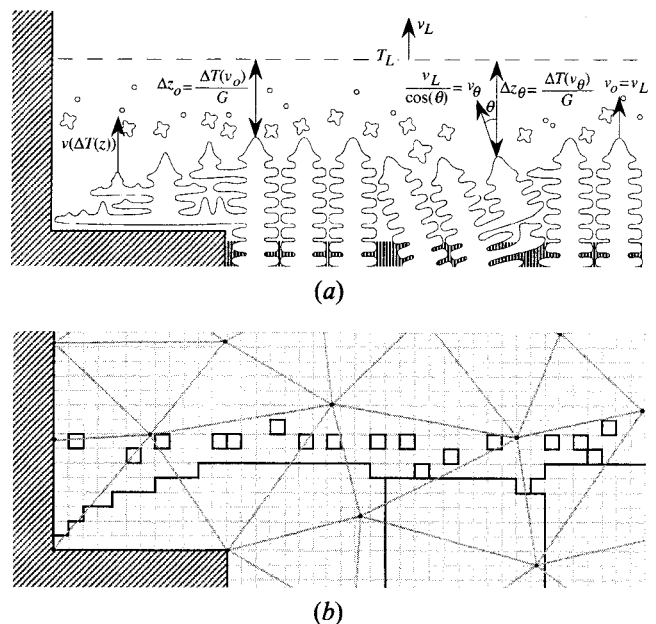 v_L
T_L
Δz_o=ΔT(v_o)/G
v_L/cos(θ)=v_θ
θ
Δz_θ=ΔT(v_θ)/G
v_o=v_L
v(ΔT(z))
(a)
(b)